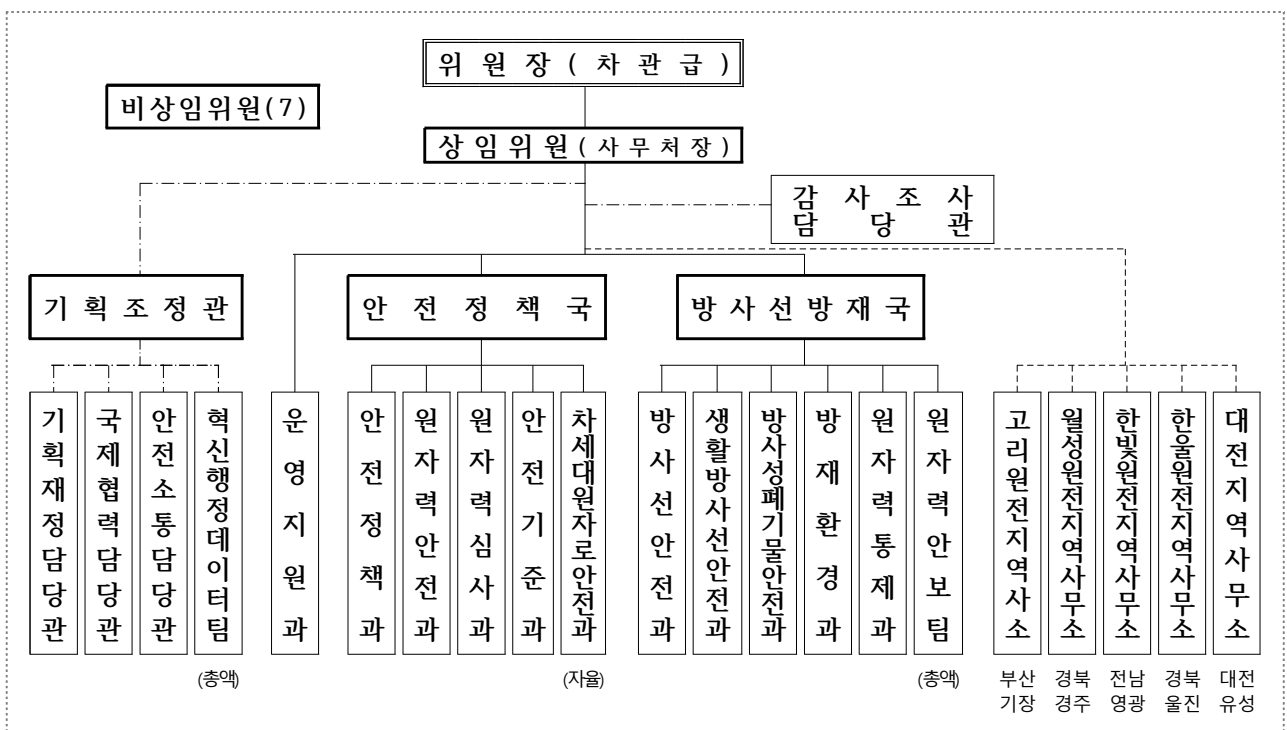 위원장(차관급)
비상임위원(7)
상임위원(사무처장)
감사조사
담당관
기획조정관
안전정책국
방사선방재국
기획재정담당관
국제협력담당관
안전소통담당관
혁신행정데이터팀
운영지원과
안전정책과
원자력안전과
원자력심사과
안전기준과
차세대원자로안전과
방사선안전과
생활방사선안전과
방사성폐기물안전과
방재환경과
원자력통제과
원자력안보팀
고리원전지역사소
월성원전지역사무소
한빛원전지역사무소
한울원전지역사무소
대전지역사무소
(총액)
(자율)
(총액)
부산
기장
경북
경주
전남
영광
경북
울진
대전
유성